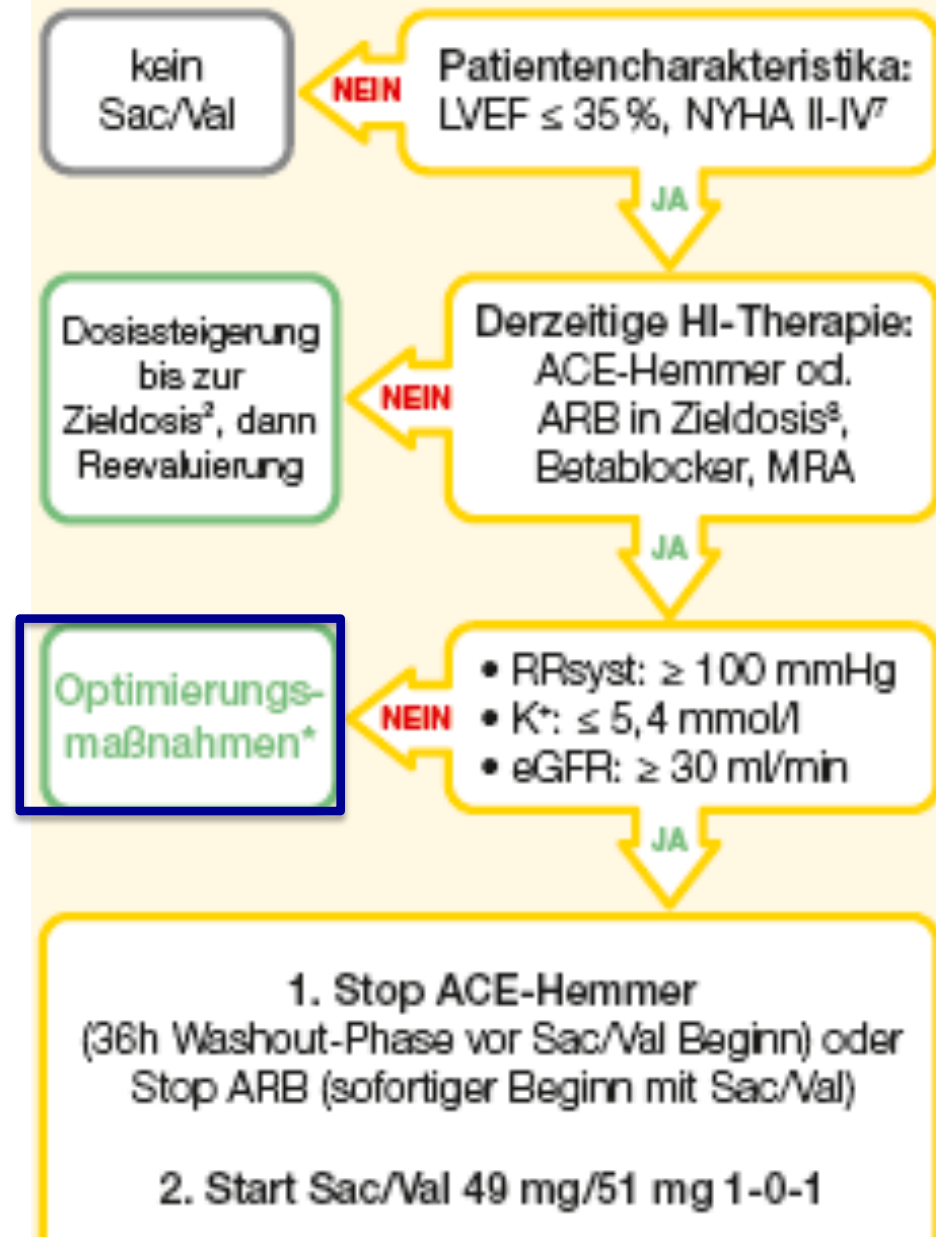 kein
Sac/Val
NEIN
Patientencharakteristika:
LVEF ≤ 35 %, NYHA II-IV⁷
JA
Dosissteigerung
bis zur
Zieldosis², dann
Reevaluierung
NEIN
Derzeitige HI-Therapie:
ACE-Hemmer od.
ARB in Zieldosis⁸,
Betablocker, MRA
JA
Optimierungs-
maßnahmen*
NEIN
• RRsyst: ≥ 100 mmHg
• K⁺: ≤ 5,4 mmol/l
• eGFR: ≥ 30 ml/min
JA
1. Stop ACE-Hemmer
(36h Washout-Phase vor Sac/Val Beginn) oder
Stop ARB (sofortiger Beginn mit Sac/Val)
2. Start Sac/Val 49 mg/51 mg 1-0-1